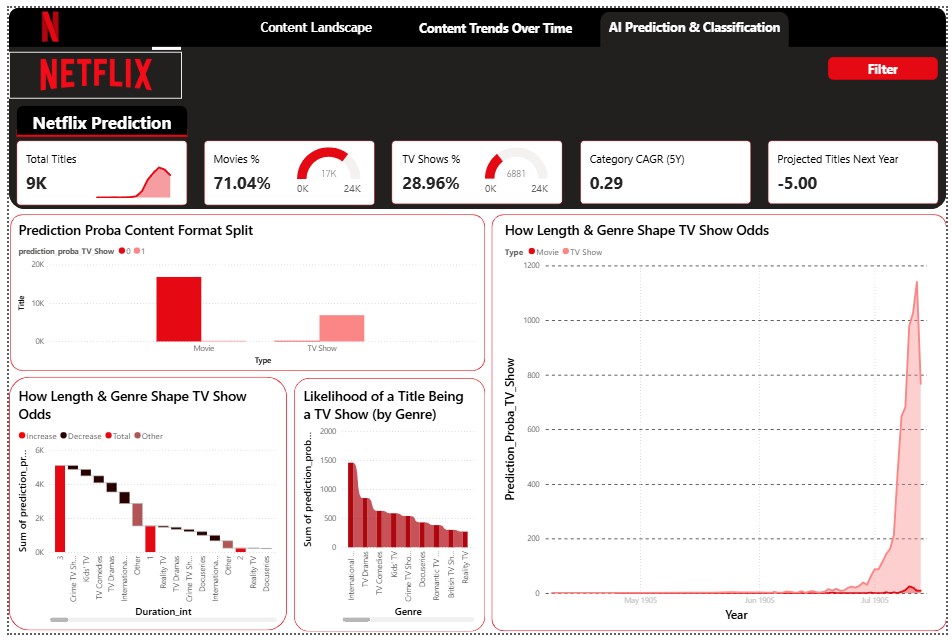 N
Content Landscape
Content Trends Over Time
AI Prediction & Classification
NETFLIX
Filter
Netflix Prediction
Total Titles
9K
Movies %
71.04%
17K
0K
24K
TV Shows %
28.96%
6881
0K
24K
Category CAGR (5Y)
0.29
Projected Titles Next Year
-5.00
Prediction Proba Content Format Split
prediction_proba_TV_Show 0 1
20K
10K
0K
Title
Movie
TV Show
Type
How Length & Genre Shape TV Show
Odds
Increase Decrease Total Other
6K
4K
2K
0K
Sum of prediction_pr...
3
Crime TV Sh...
Kids' TV
TV Comedies
TV Dramas
Internationa...
Other
1
Reality TV
TV Dramas
Crime TV Sh...
Docuseries
Internationa...
Other
2
Reality TV
Docuseries
Duration_int
Likelihood of a Title Being
a TV Show (by Genre)
2000
1500
1000
500
0
Sum of prediction_prob...
International ...
TV Dramas
TV Comedies
Kids' TV
Crime TV Sho...
Docuseries
Romantic TV ...
British TV Sh...
Reality TV
Genre
How Length & Genre Shape TV Show Odds
Type Movie TV Show
1200
1000
800
600
400
200
0
Prediction_Proba_TV_Show
May 1905
Jun 1905
Jul 1905
Year